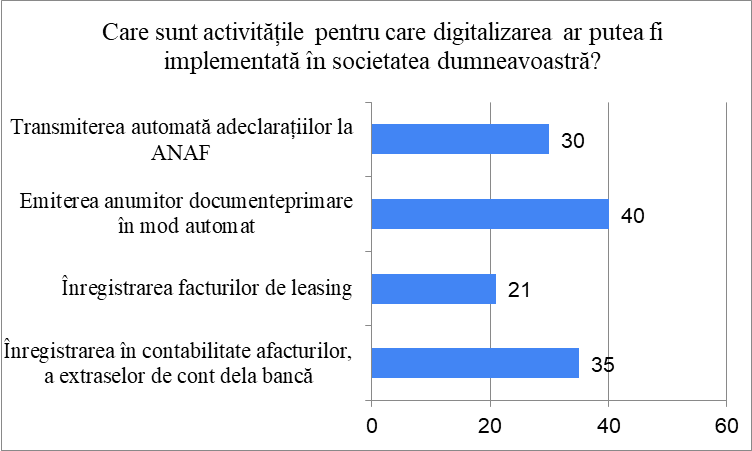 Care sunt activitățile pentru care digitalizarea ar putea fi
implementată în societatea dumneavoastră?
Transmiterea automată adeclarațiilor la
ANAF
30
Emiterea anumitor documenteprimare
în mod automat
40
Înregistrarea facturilor de leasing
21
Înregistrarea în contabilitate afacturilor,
a extraselor de cont dela bancă
35
0 20 40 60